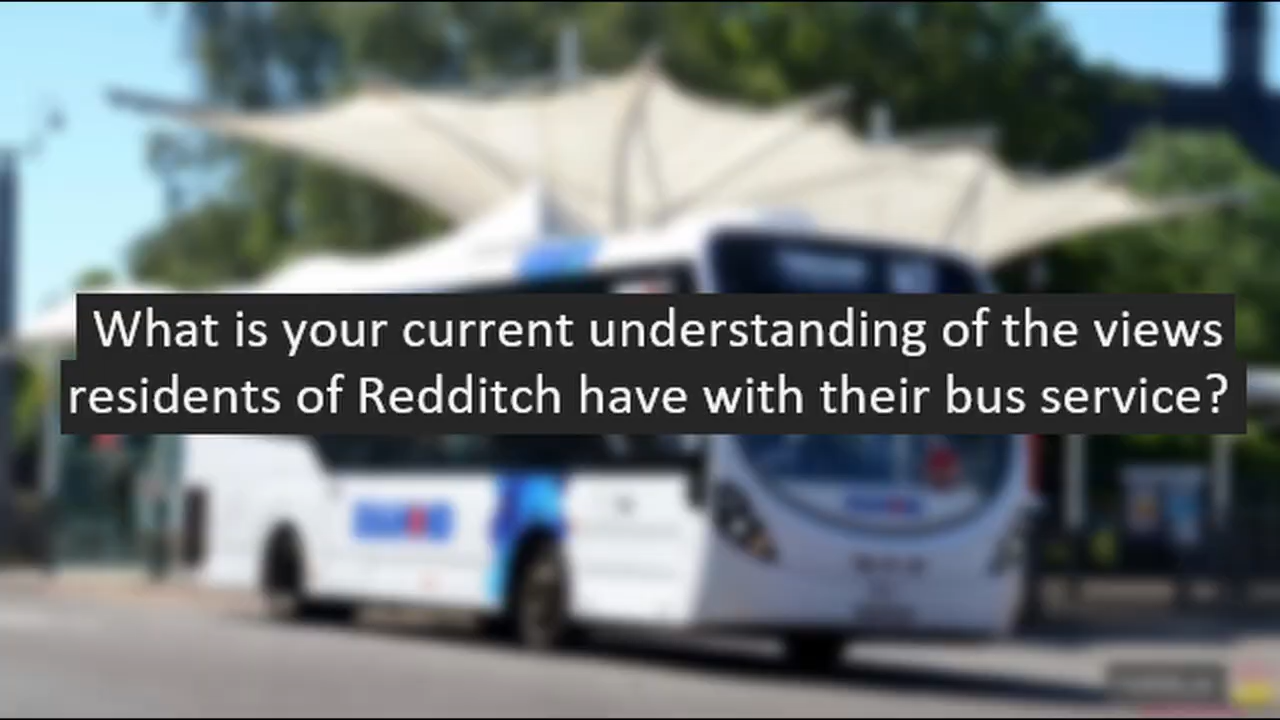 What is your current understanding of the views
residents of Redditch have with their bus service?